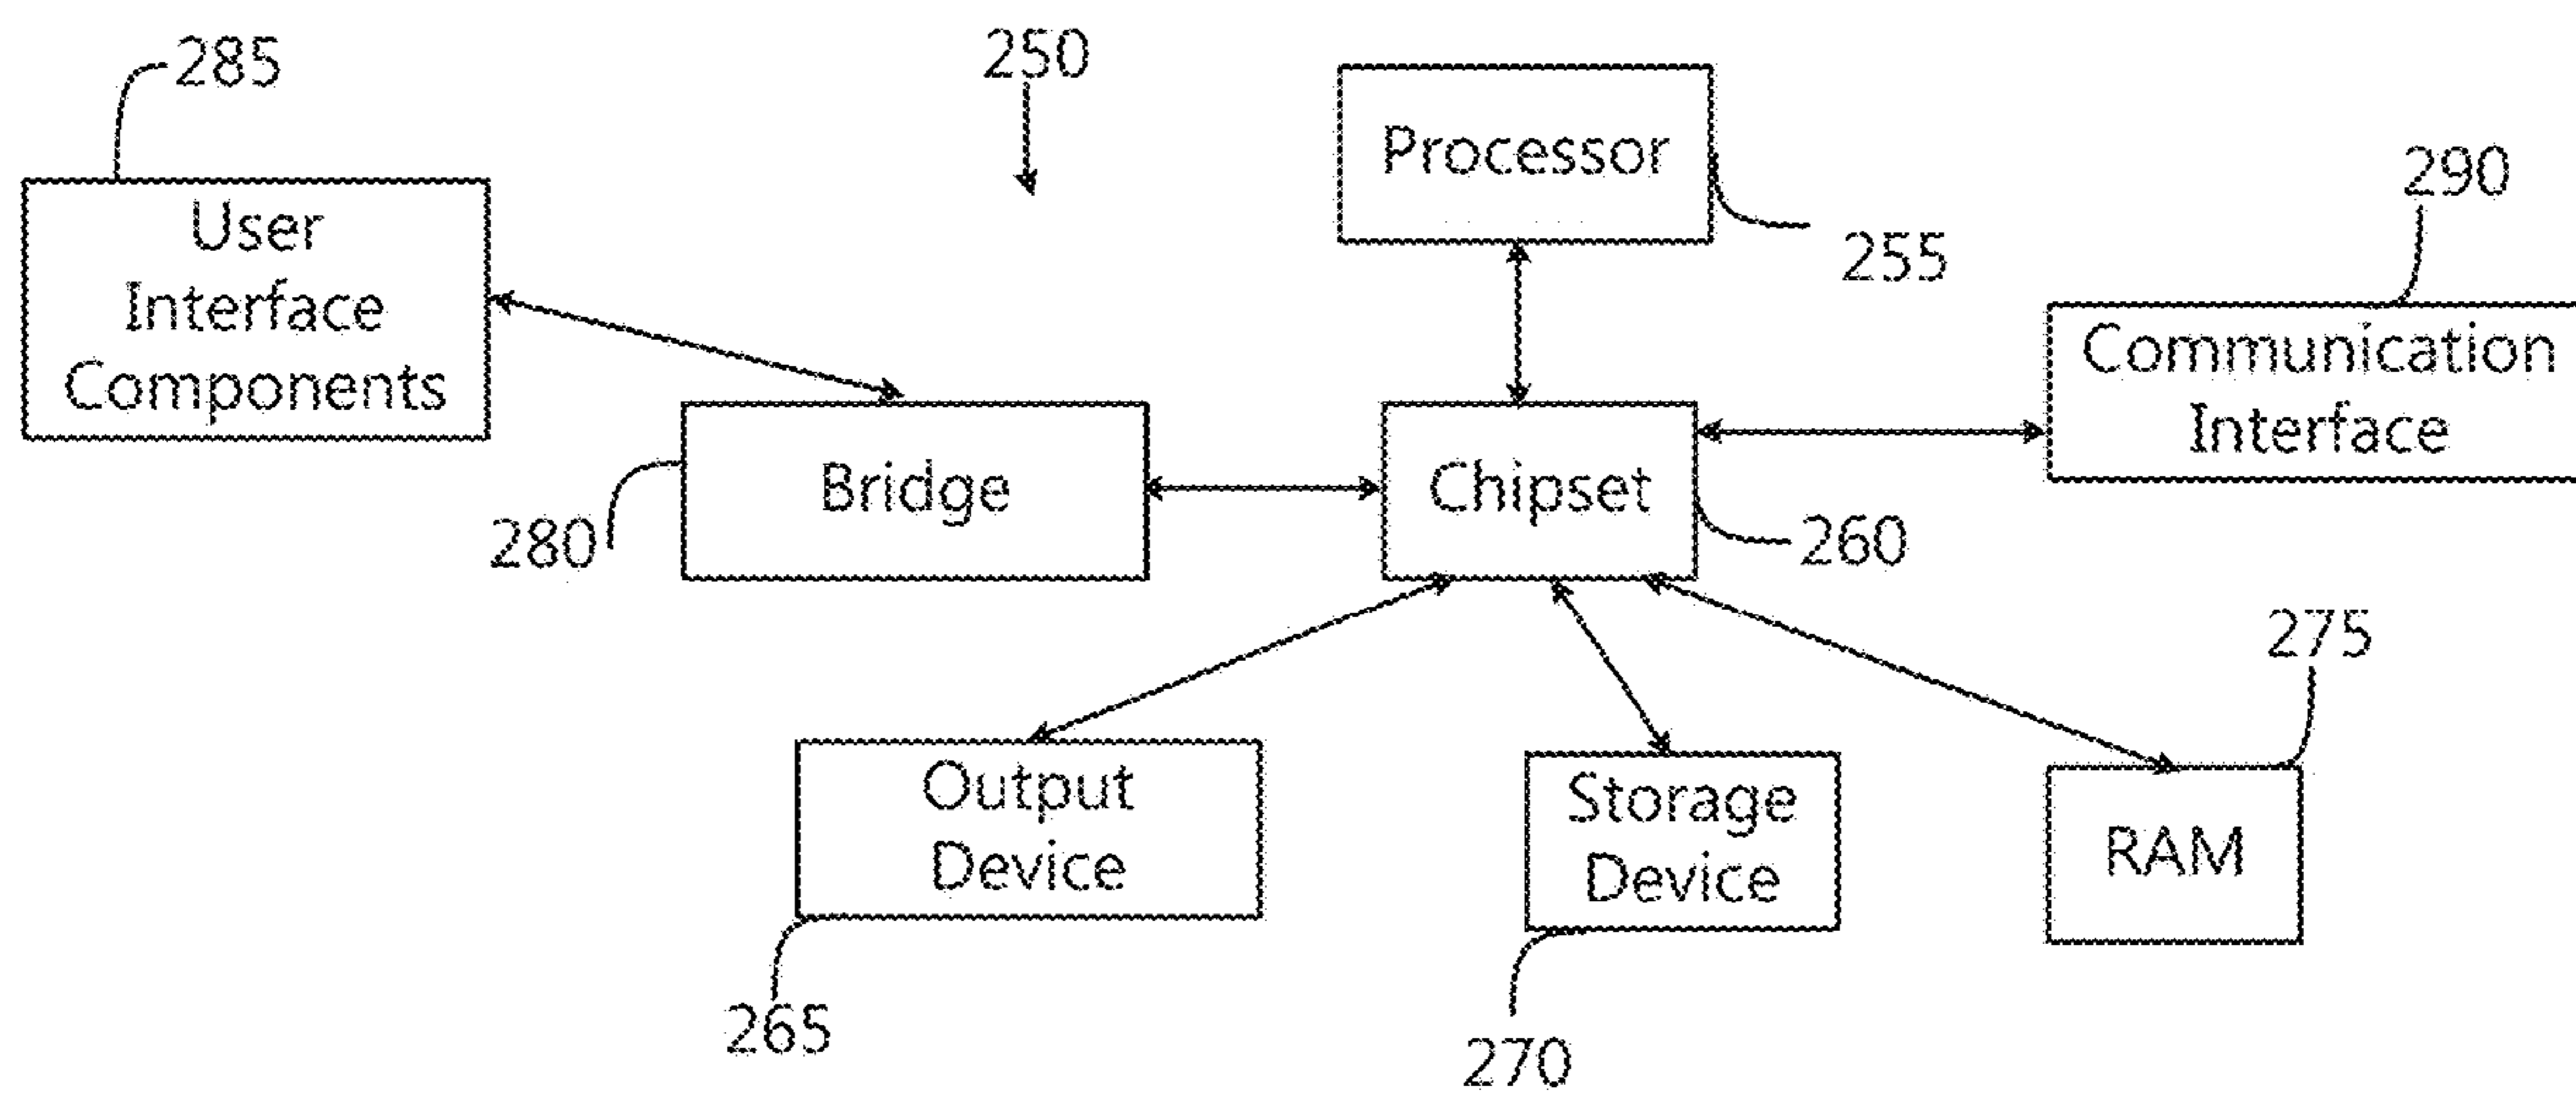 285
250
Processor
255
290
User
Interface
Components
Communication
Interface
Bridge
280
Chipset
260
275
Output
Device
265
Storage
Device
270
RAM